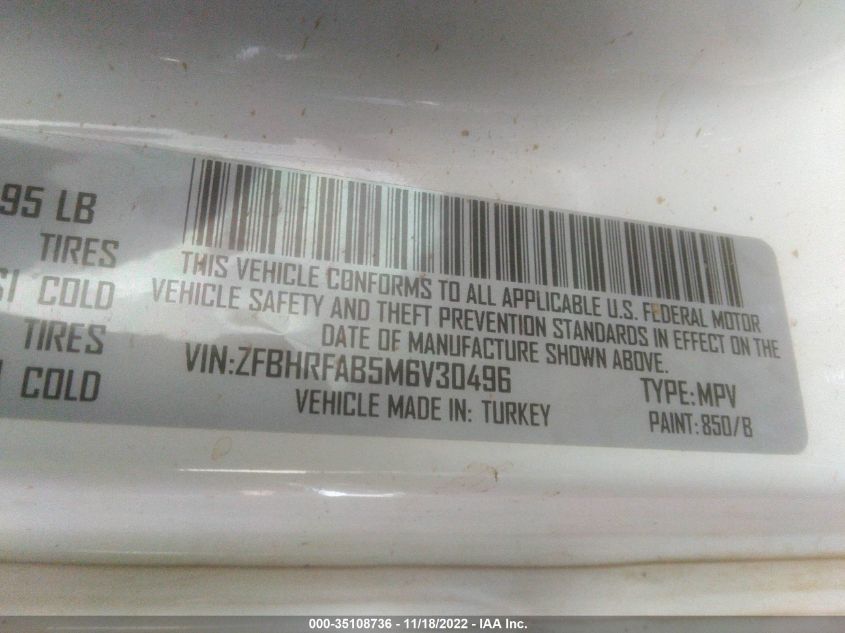 95 LB
TIRES
SI COLD
TIRES
I COLD
THIS VEHICLE CONFORMS TO ALL APPLICABLE U.S. FEDERAL MOTOR
VEHICLE SAFETY AND THEFT PREVENTION STANDARDS IN EFFECT ON THE
DATE OF MANUFACTURE SHOWN ABOVE.
VIN:ZFBHRFAB5M6V30496
TYPE:MPV
VEHICLE MADE IN: TURKEY
PAINT:850/B
000-35108736 - 11/18/2022 - IAA Inc.